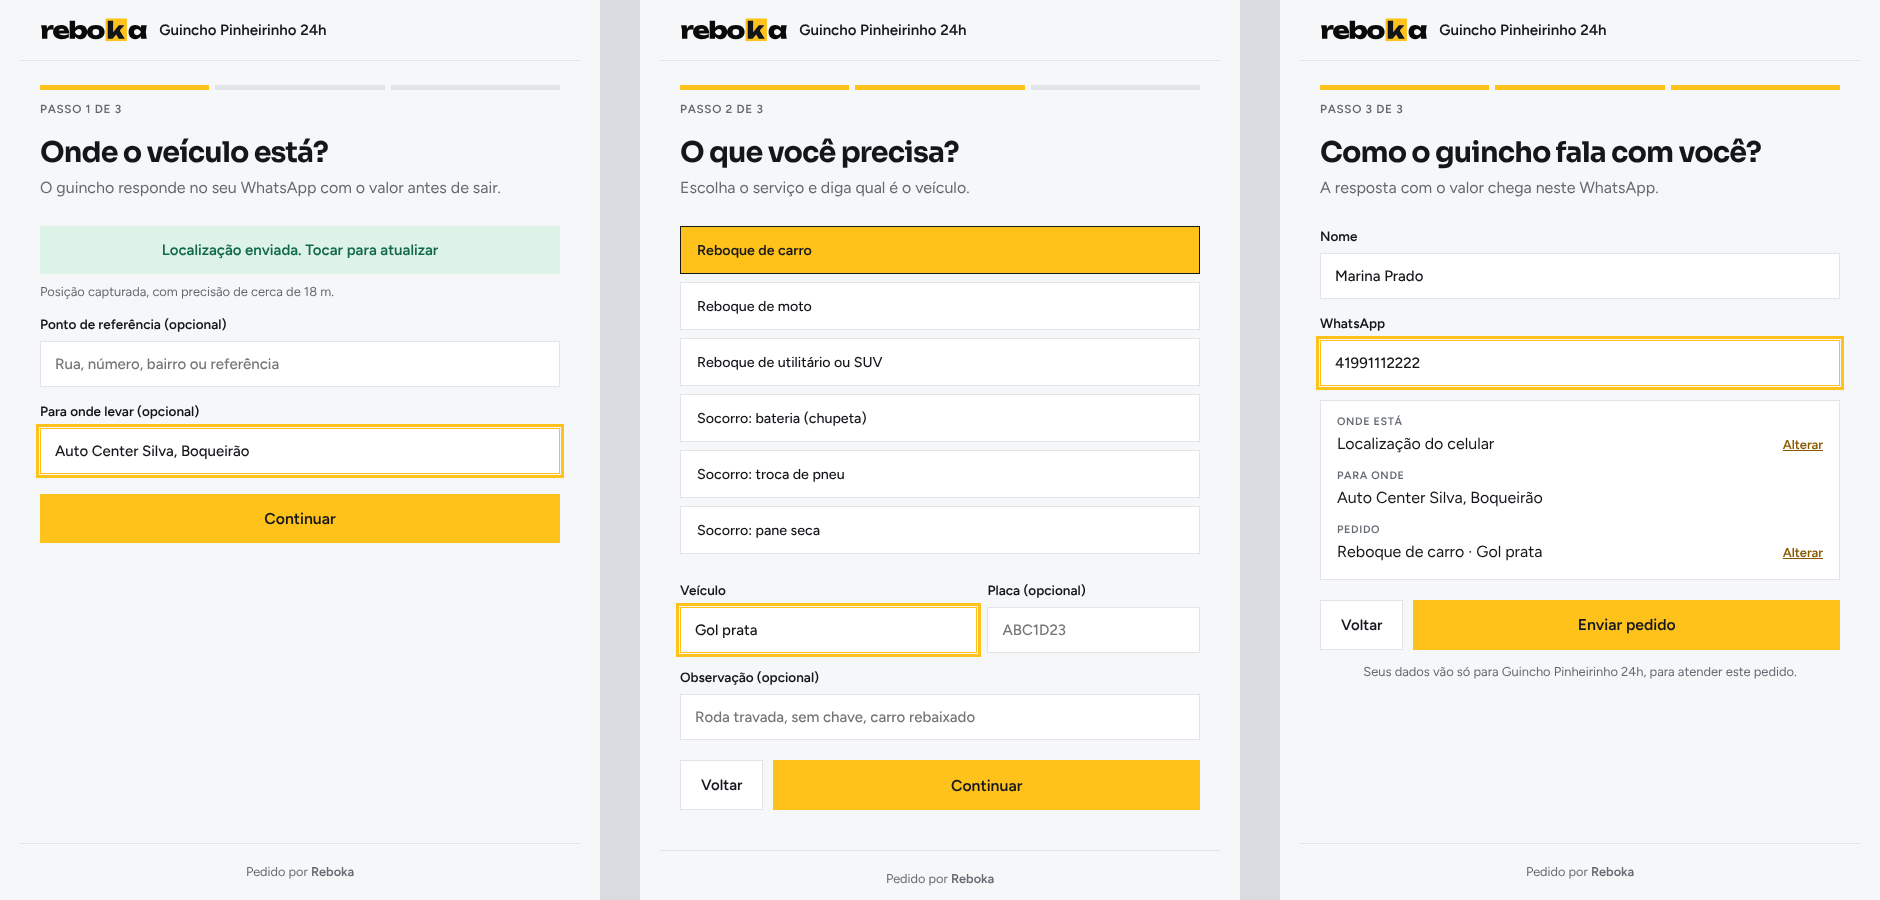 reboka Guincho Pinheirinho 24h
PASSO 1 DE 3
Onde o veículo está?
O guincho responde no seu WhatsApp com o valor antes de sair.
Localização enviada. Tocar para atualizar
Posição capturada, com precisão de cerca de 18 m.
Ponto de referência (opcional)
Rua, número, bairro ou referência
Para onde levar (opcional)
Auto Center Silva, Boqueirão
Continuar
Pedido por Reboka
reboka Guincho Pinheirinho 24h
PASSO 2 DE 3
O que você precisa?
Escolha o serviço e diga qual é o veículo.
Reboque de carro
Reboque de moto
Reboque de utilitário ou SUV
Socorro: bateria (chupeta)
Socorro: troca de pneu
Socorro: pane seca
Veículo Placa (opcional)
Gol prata ABC1D23
Observação (opcional)
Roda travada, sem chave, carro rebaixado
Voltar Continuar
Pedido por Reboka
reboka Guincho Pinheirinho 24h
PASSO 3 DE 3
Como o guincho fala com você?
A resposta com o valor chega neste WhatsApp.
Nome
Marina Prado
WhatsApp
41991112222
ONDE ESTÁ
Localização do celular Alterar
PARA ONDE
Auto Center Silva, Boqueirão
PEDIDO
Reboque de carro · Gol prata Alterar
Voltar Enviar pedido
Seus dados vão só para Guincho Pinheirinho 24h, para atender este pedido.
Pedido por Reboka